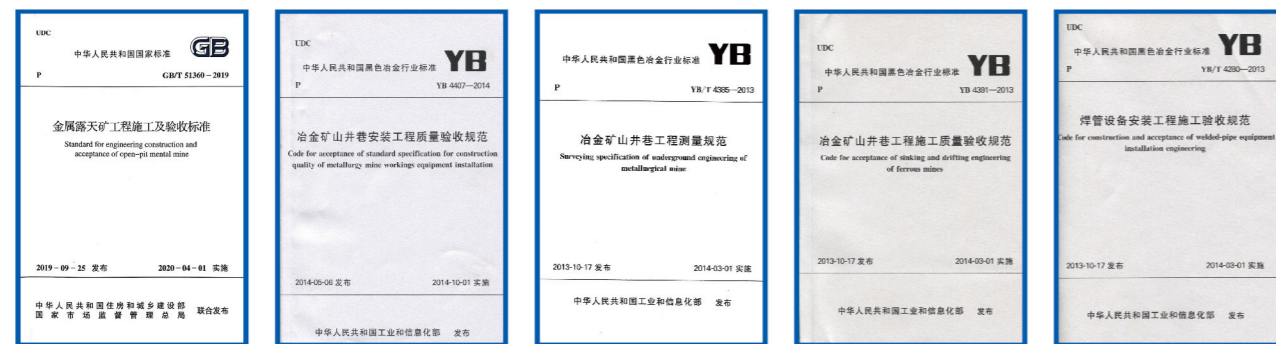 UDC
中华人民共和国国家标准 GB
P GB/T 51360－2019
金属露天矿工程施工及验收标准
Standard for engineering construction and
acceptance of open-pit mental mine
2019－09－25 发布 2020－04－01 实施
中华人民共和国住房和城乡建设部
国家市场监督管理总局
联合发布
UDC
中华人民共和国黑色冶金行业标准 YB
P YB 4407—2014
冶金矿山井巷安装工程质量验收规范
Code for acceptance of standard specification for construction
quality of metallurgy mine workings equipment installation
2014-05-06 发布 2014-10-01 实施
中华人民共和国工业和信息化部 发布
中华人民共和国黑色冶金行业标准 YB
P YB/T 4385—2013
冶金矿山井巷工程测量规范
Surveying specification of underground engineering of
metallurgical mine
2013-10-17 发布 2014-03-01 实施
中华人民共和国工业和信息化部 发布
UDC
中华人民共和国黑色冶金行业标准 YB
P YB 4391—2013
冶金矿山井巷工程施工质量验收规范
Code for acceptance of sinking and drifting engineering
of ferrous mines
2013-10-17 发布 2014-03-01 实施
中华人民共和国工业和信息化部 发布
UDC
中华人民共和国黑色冶金行业标准 YB
P YB/T 4280—2013
焊管设备安装工程施工验收规范
Code for construction and acceptance of welded-pipe equipment
installation engineering
2013-10-17 发布 2014-03-01 实施
中华人民共和国工业和信息化部 发布